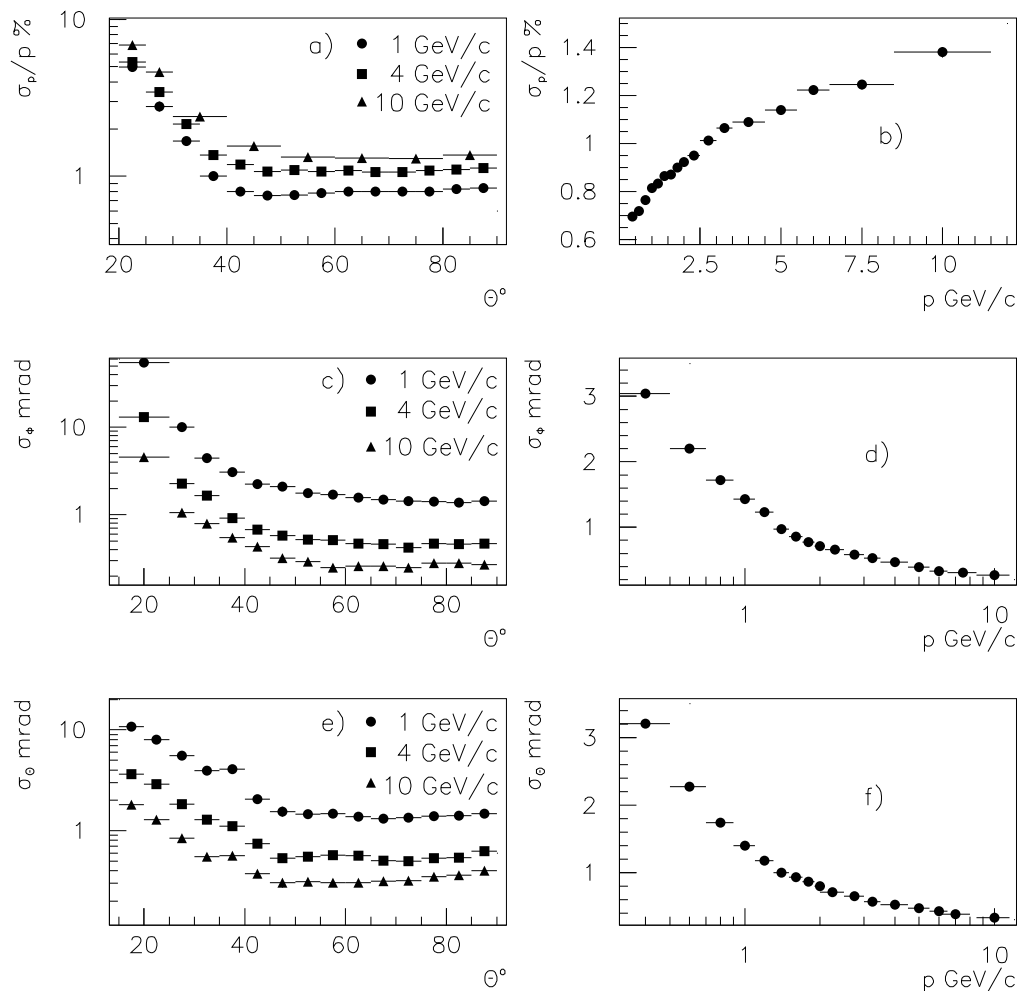 σp/p %
10
1
a) ● 1 GeV/c
■ 4 GeV/c
▲ 10 GeV/c
20 40 60 80
Θ°
σp/p %
1.4
1.2
1
0.8
0.6
b)
2.5 5 7.5 10
p GeV/c
σϕ mrad
10
1
c) ● 1 GeV/c
■ 4 GeV/c
▲ 10 GeV/c
20 40 60 80
Θ°
σϕ mrad
3
2
1
d)
1 10
p GeV/c
σΘ mrad
10
1
e) ● 1 GeV/c
■ 4 GeV/c
▲ 10 GeV/c
20 40 60 80
Θ°
σΘ mrad
3
2
1
f)
1 10
p GeV/c